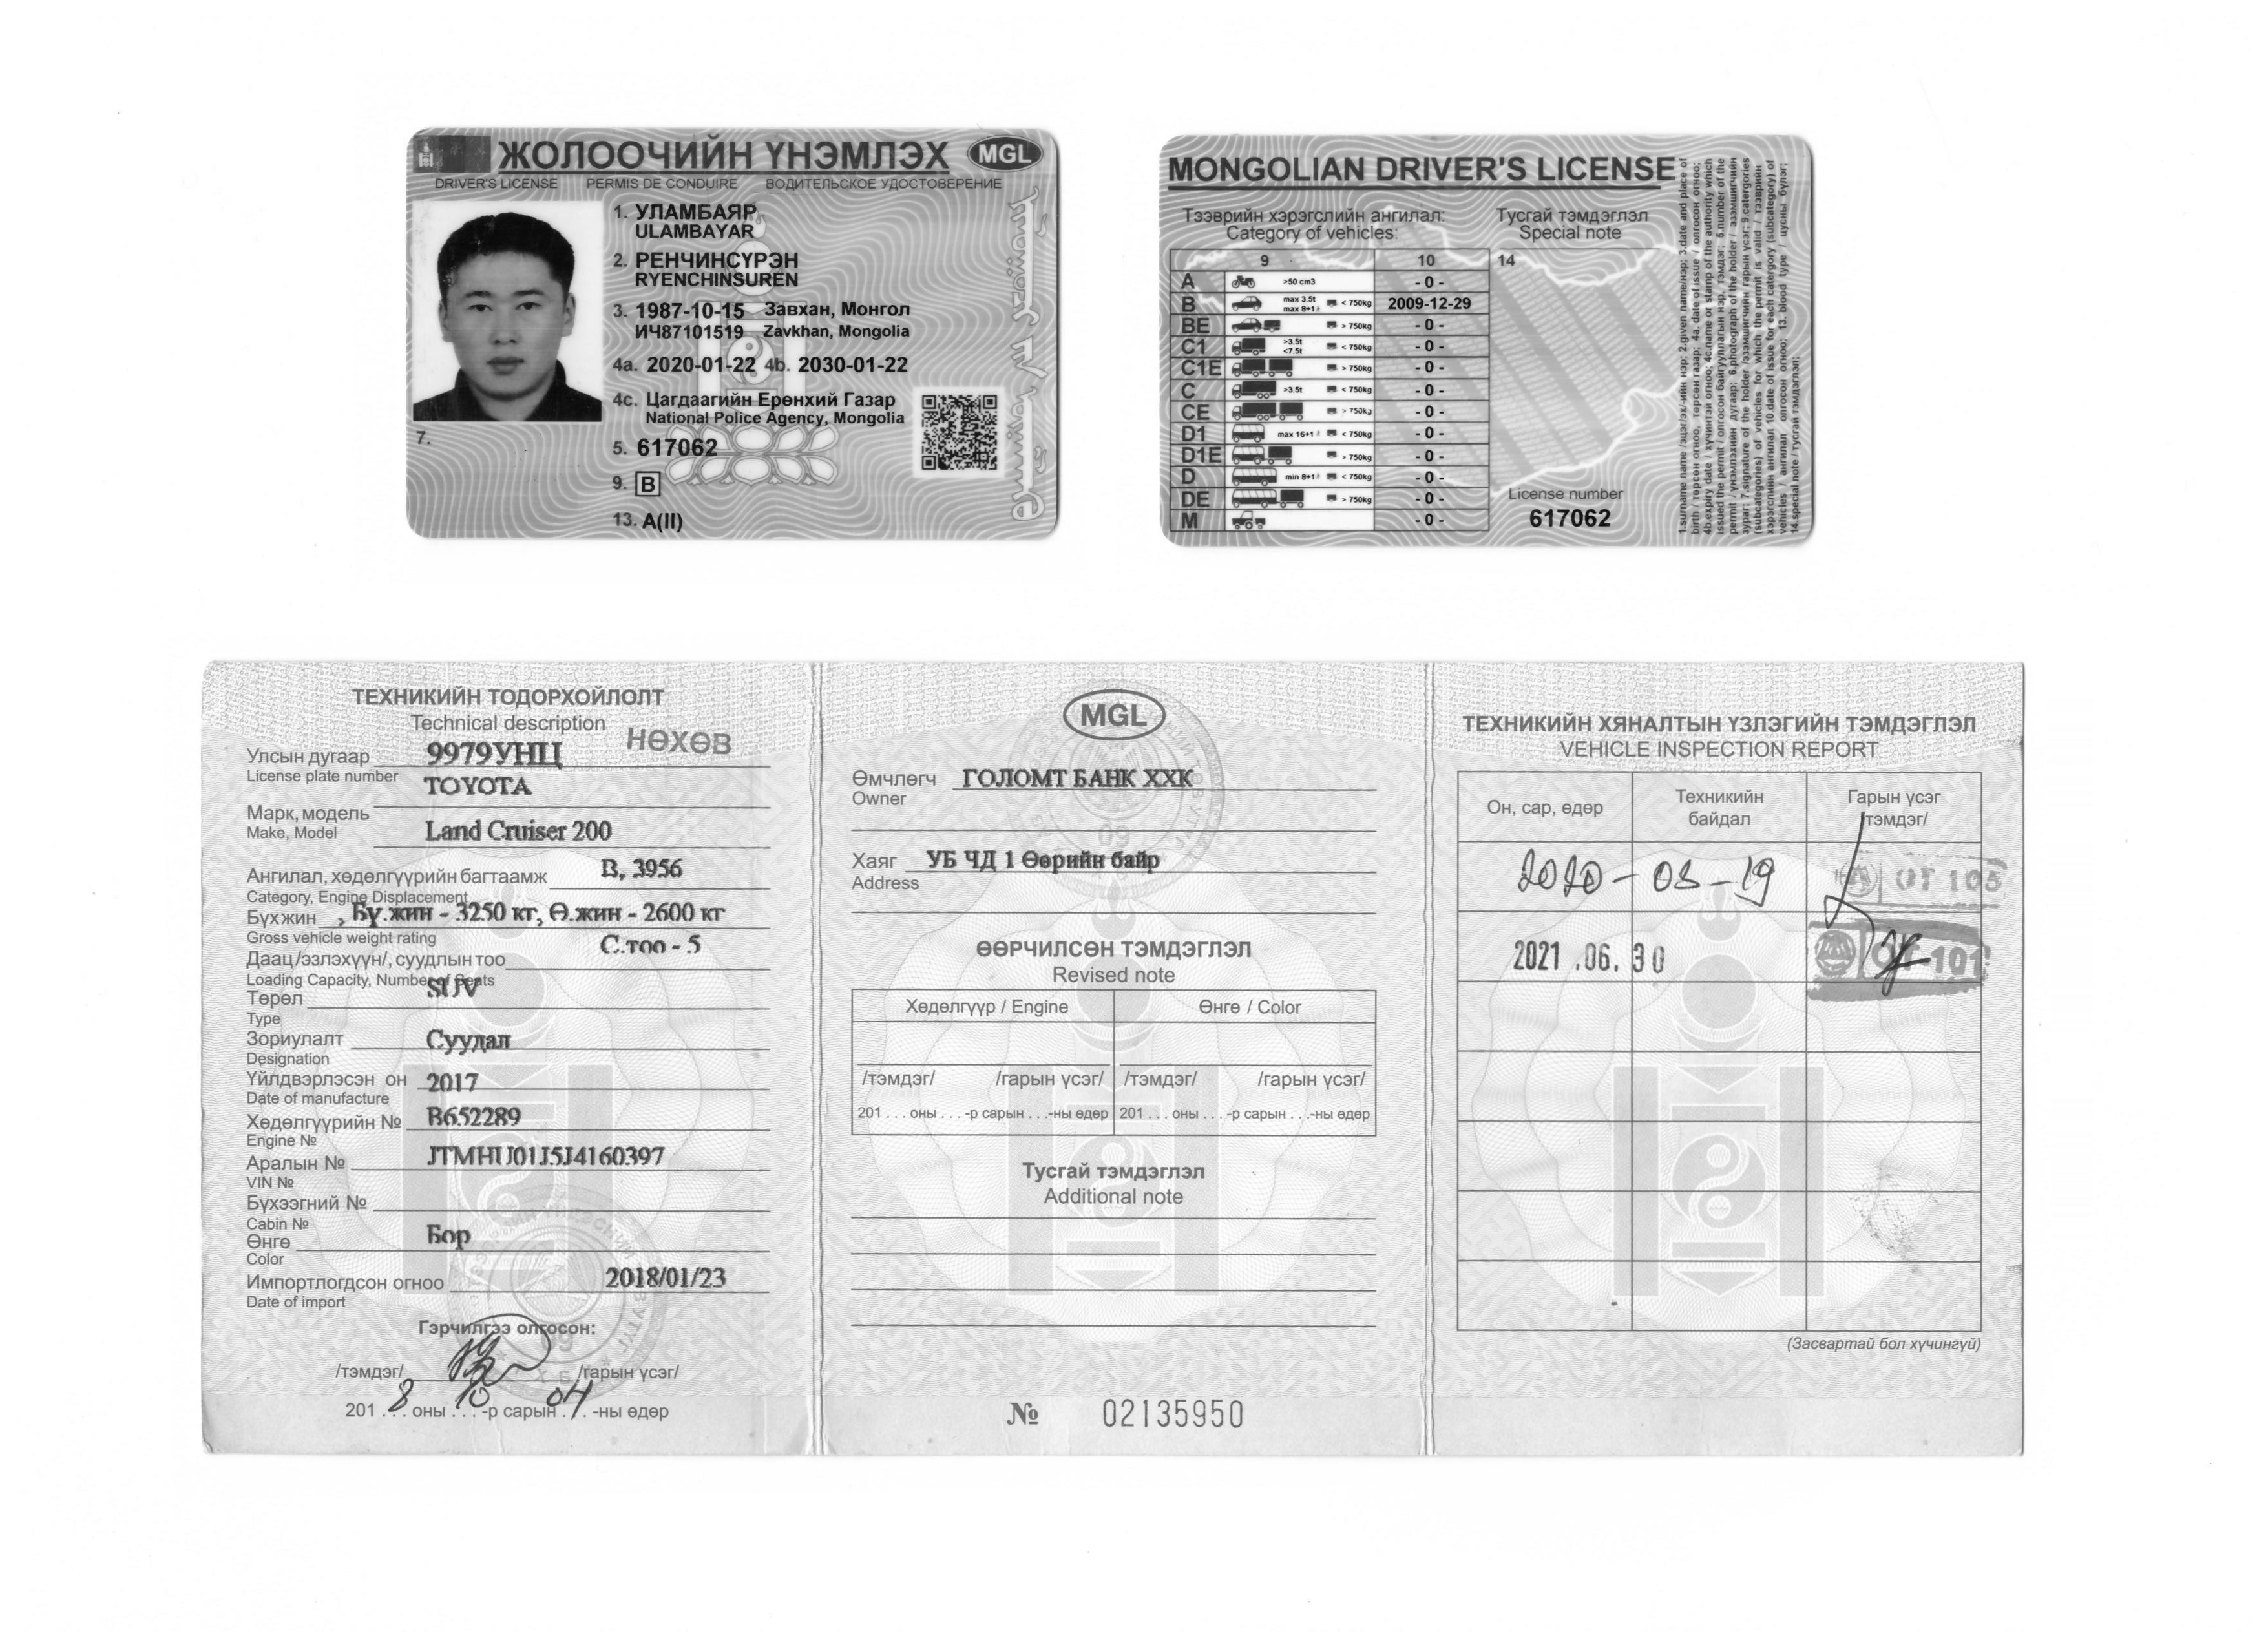 ЖОЛООЧИЙН ҮНЭМЛЭХ MGL
DRIVER'S LICENSE PERMIS DE CONDUIRE ВОДИТЕЛЬСКОЕ УДОСТОВЕРЕНИЕ
1. УЛАМБАЯР
ULAMBAYAR
2. РЕНЧИНСҮРЭН
RYENCHINSUREN
3. 1987-10-15 Завхан, Монгол
ИЧ87101519 Zavkhan, Mongolia
4a. 2020-01-22 4b. 2030-01-22
4c. Цагдаагийн Ерөнхий Газар
National Police Agency, Mongolia
7.
5. 617062
9. B
13. A(II)
MONGOLIAN DRIVER'S LICENSE
Тээврийн хэрэгслийн ангилал:
Category of vehicles:
Тусгай тэмдэглэл
Special note
9 10 14
A >50 cm3 - 0 -
B max 3.5t max 8+1 < 750kg 2009-12-29
BE > 750kg - 0 -
C1 >3.5t <7.5t < 750kg - 0 -
C1E > 750kg - 0 -
C >3.5t < 750kg - 0 -
CE > 750kg - 0 -
D1 max 16+1 < 750kg - 0 -
D1E > 750kg - 0 -
D min 8+1 < 750kg - 0 -
DE > 750kg - 0 -
M - 0 -
License number
617062
1.surname name /эцэг/эх/-ийн нэр; 2.given name/нэр; 3.date and place of
birth / төрсөн огноо, төрсөн газар; 4a. date of issue / олгосон огноо;
4b.expiry date / хүчинтэй огноо; 4c.name or stamp of the authority which
issued the permit / олгосон байгууллагын нэр, тэмдэг; 5.number of the
permit / үнэмлэхийн дугаар; 6.photograph of the holder / эзэмшигчийн
зураг; 7.signature of the holder /эзэмшигчийн гарын үсэг; 9.catergories
(subcategories) of vehicles for which the permit is valid / тээврийн
хэрэгслийн ангилал 10.date of issue for each catergory (subcategory) of
vehicles / ангилал олгосон огноо; 13. blood type / цусны бүлэг;
14.special note / тусгай тэмдэглэл;
ТЕХНИКИЙН ТОДОРХОЙЛОЛТ
Technical description
НӨХӨВ
Улсын дугаар 9979УНЦ
License plate number
TOYOTA
Марк, модель
Make, Model Land Cruiser 200
Ангилал, хөдөлгүүрийн багтаамж B, 3956
Category, Engine Displacement
Бүх жин , Бү.жин - 3250 кг, Ө.жин - 2600 кг
Gross vehicle weight rating
Даац/эзлэхүүн/, суудлын тоо С.тоо - 5
Loading Capacity, Number of Seats
Төрөл SUV
Type
Зориулалт Суудал
Designation
Үйлдвэрлэсэн он 2017
Date of manufacture
Хөдөлгүүрийн № B652289
Engine №
Аралын № JTMHU01J5J4160397
VIN №
Бүхээгний №
Cabin №
Өнгө Бор
Color
Импортлогдсон огноо 2018/01/23
Date of import
Гэрчилгээ олгосон:
/тэмдэг/ /гарын үсэг/
201 8 оны 10 -р сарын 04 -ны өдөр
MGL
Өмчлөгч ГОЛОМТ БАНК ХХК
Owner
Хаяг УБ ЧД 1 Өөрийн байр
Address
ӨӨРЧИЛСӨН ТЭМДЭГЛЭЛ
Revised note
Хөдөлгүүр / Engine Өнгө / Color
/тэмдэг/ /гарын үсэг/ /тэмдэг/ /гарын үсэг/
201 . . . оны . . . -р сарын . . .-ны өдөр 201 . . . оны . . . -р сарын . . .-ны өдөр
Тусгай тэмдэглэл
Additional note
№ 02135950
ТЕХНИКИЙН ХЯНАЛТЫН ҮЗЛЭГИЙН ТЭМДЭГЛЭЛ
VEHICLE INSPECTION REPORT
Он, сар, өдөр Техникийн байдал Гарын үсэг /тэмдэг/
2020-03-19 ОТ 105
2021.06.30 ОТ-101
(Засвартай бол хүчингүй)